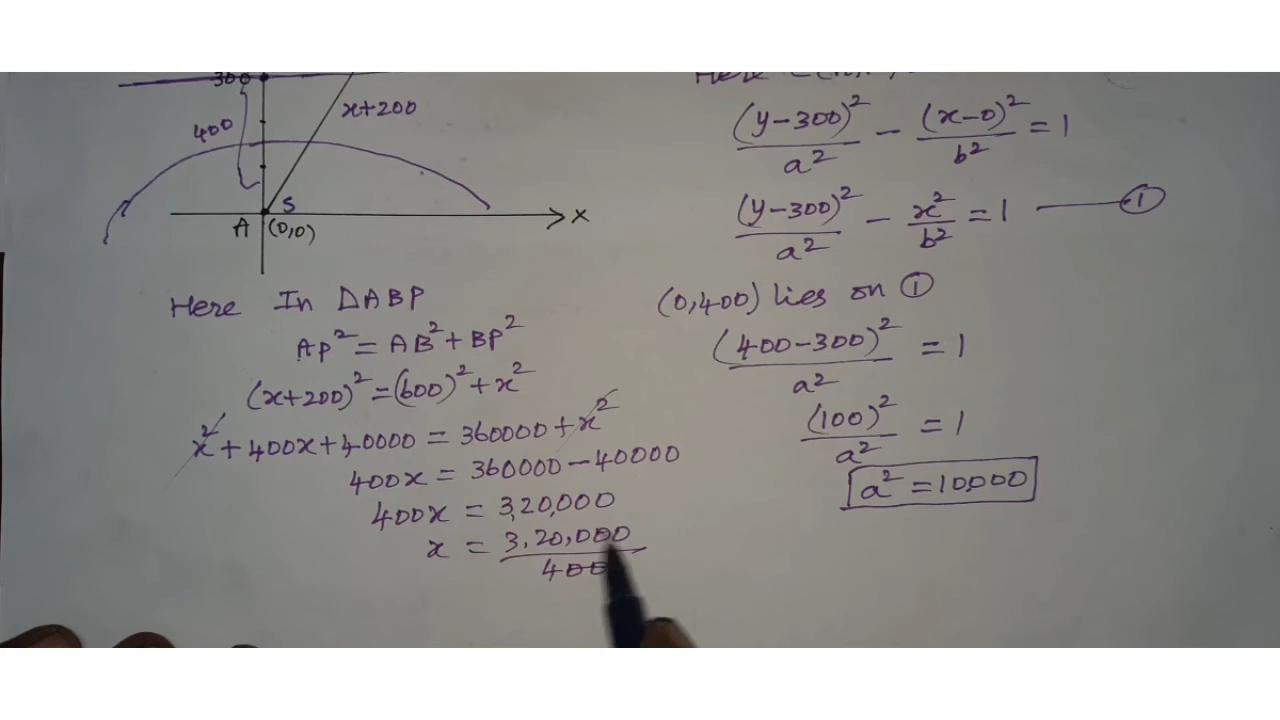 300
400
x+200
S
A (0,0)
X
Here In ΔABP
AP² = AB² + BP²
(x+200)² = (600)² + x²
x² + 400x + 40000 = 360000 + x²
400x = 360000 - 40000
400x = 3,20,000
x = 3,20,000 / 400
Here
(y-300)²/a² - (x-0)²/b² = 1
(y-300)²/a² - x²/b² = 1 — ①
(0,400) lies on ①
(400-300)²/a² = 1
(100)²/a² = 1
a² = 10,000